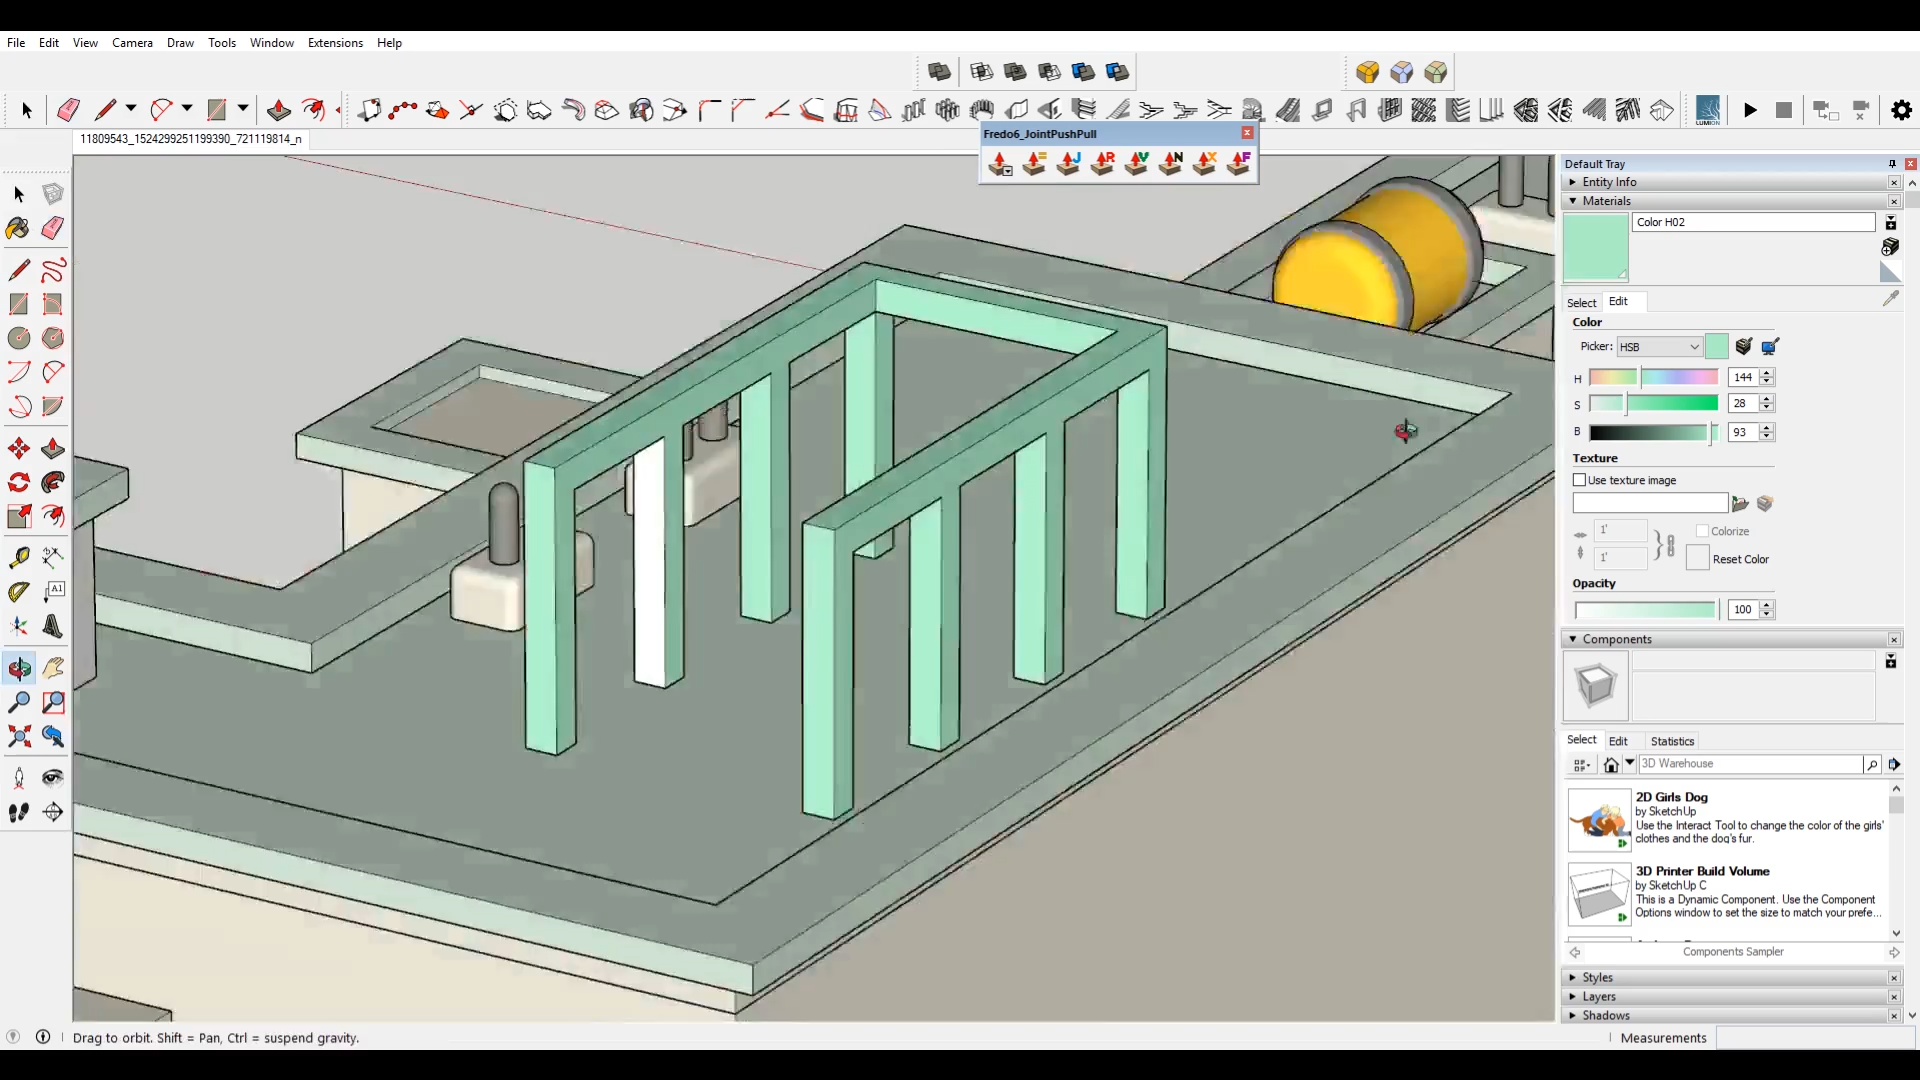 File Edit View Camera Draw Tools Window Extensions Help
11809543_1524299251199390_721119814_n
Fredo6_JointPushPull
= J R V N X F
LUMION
A1
Default Tray
Entity Info
Materials
Color H02
Select Edit
Color
Picker: HSB
H 144
S 28
B 93
Texture
Use texture image
1' Colorize
1' Reset Color
Opacity
100
Components
Select Edit Statistics
3D Warehouse
2D Girls Dog
by SketchUp
Use the Interact Tool to change the color of the girls'
clothes and the dog's fur.
3D Printer Build Volume
by SketchUp C
This is a Dynamic Component. Use the Component
Options window to set the size to match your prefe...
Components Sampler
Styles
Layers
Shadows
Drag to orbit. Shift = Pan, Ctrl = suspend gravity.
Measurements